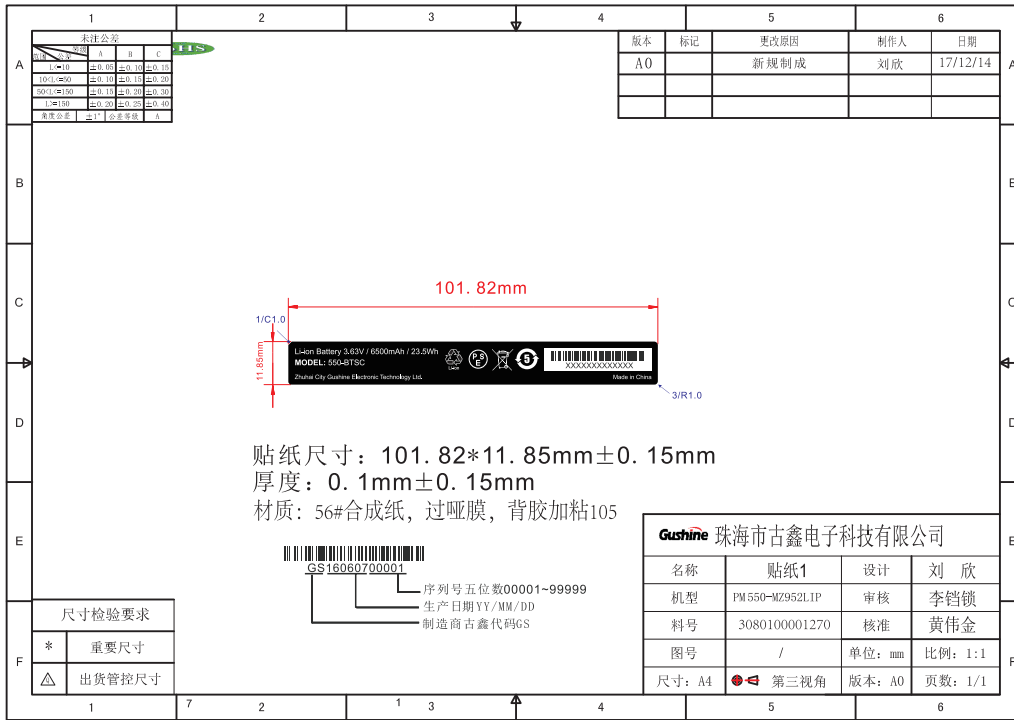 1 2 3 4 5 6
未注公差
等级
公差
范围
A B C
L<=10 ±0.05 ±0.10 ±0.15
10<L<=50 ±0.10 ±0.15 ±0.20
50<L<=150 ±0.15 ±0.20 ±0.30
L>=150 ±0.20 ±0.25 ±0.40
角度公差 ±1° 公差等级 A
版本 标记 更改原因 制作人 日期
A0 新规制成 刘欣 17/12/14
A A
B B
C C
D D
E E
F F
101.82mm
1/C1.0
11.85mm
Li-ion Battery 3.63V / 6500mAh / 23.5Wh
MODEL: 550-BTSC
Zhuhai City Gushine Electronic Technology Ltd.
Li-ion
P S E
5
XXXXXXXXXXXXX
Made in China
3/R1.0
贴纸尺寸：101.82*11.85mm±0.15mm
厚度：0.1mm±0.15mm
材质：56#合成纸，过哑膜，背胶加粘105
GS16060700001
序列号五位数00001~99999
生产日期YY/MM/DD
制造商古鑫代码GS
尺寸检验要求
* 重要尺寸
出货管控尺寸
Gushine 珠海市古鑫电子科技有限公司
名称 贴纸1 设计 刘 欣
机型 PM550-MZ952LIP 审核 李铛锁
料号 3080100001270 核准 黄伟金
图号 / 单位：mm 比例：1:1
尺寸：A4 第三视角 版本：A0 页数：1/1
1 7 2 1 3 4 5 6